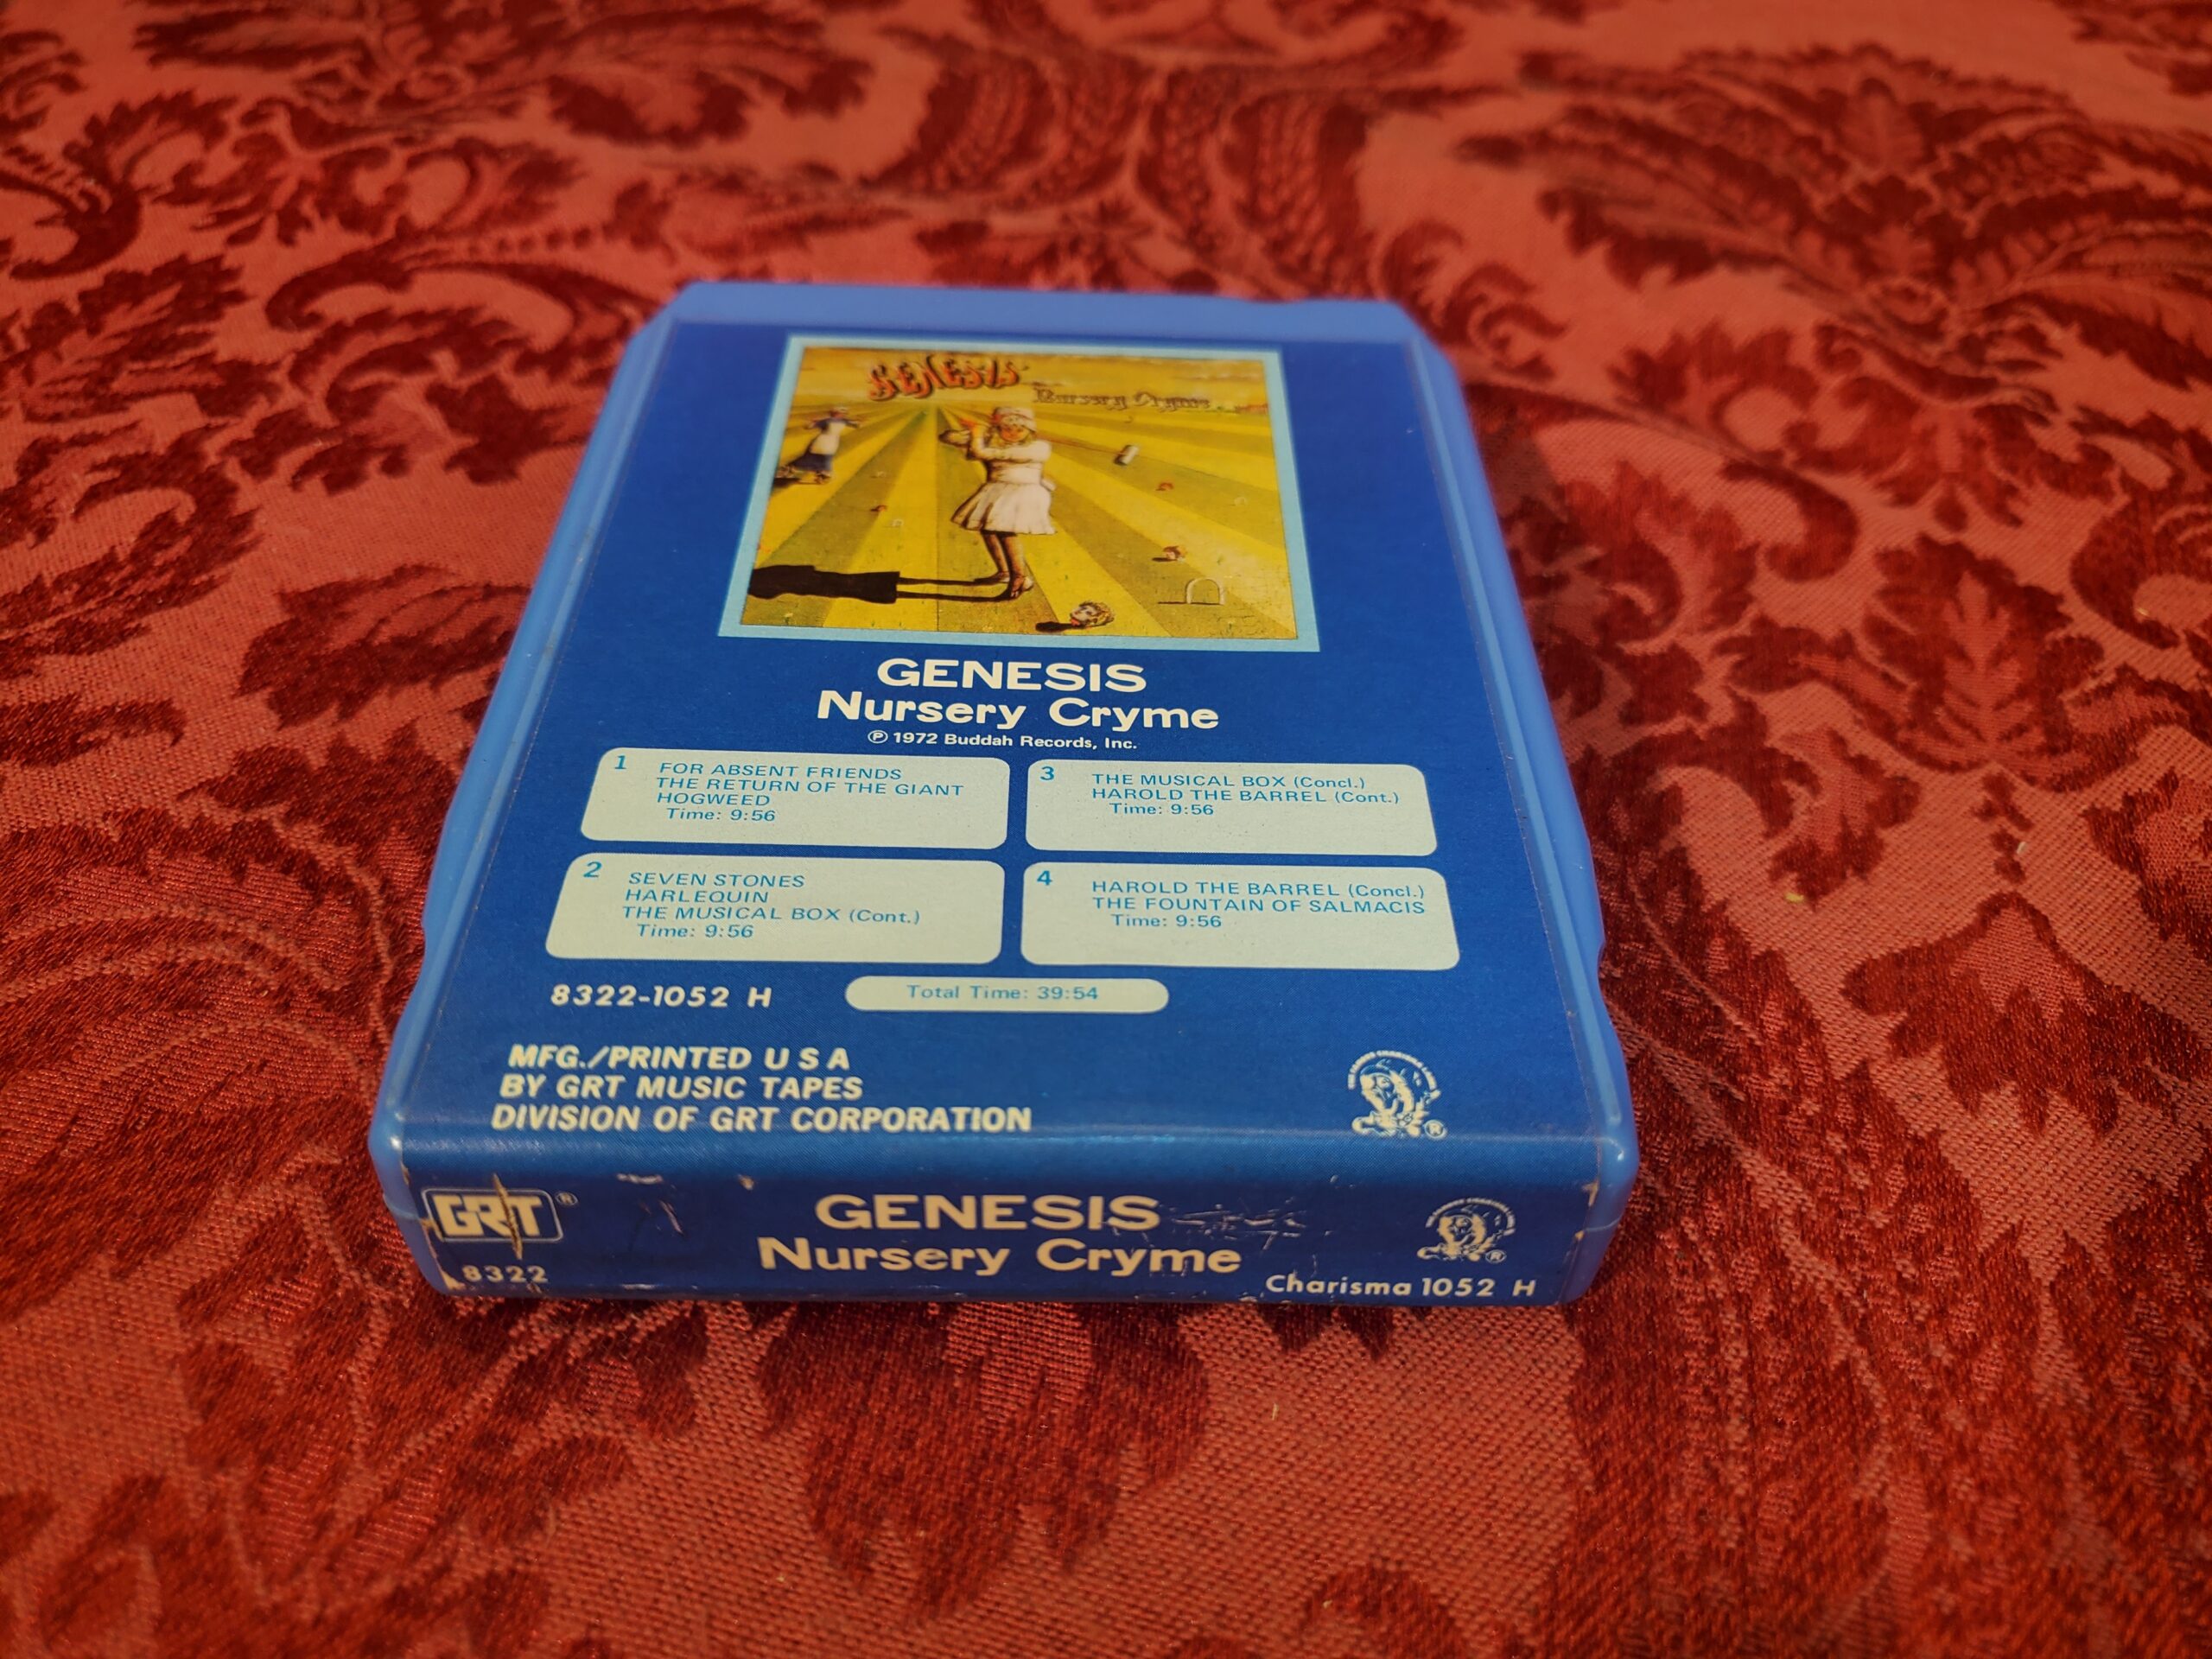 GENESIS
Nursery Cryme
GENESIS
Nursery Cryme
℗ 1972 Buddah Records, Inc.
1
FOR ABSENT FRIENDS
THE RETURN OF THE GIANT
HOGWEED
Time: 9:56
2
SEVEN STONES
HARLEQUIN
THE MUSICAL BOX (Cont.)
Time: 9:56
3
THE MUSICAL BOX (Concl.)
HAROLD THE BARREL (Cont.)
Time: 9:56
4
HAROLD THE BARREL (Concl.)
THE FOUNTAIN OF SALMACIS
Time: 9:56
8322-1052 H
Total Time: 39:54
MFG./PRINTED U S A
BY GRT MUSIC TAPES
DIVISION OF GRT CORPORATION
®
GRT®
8322
GENESIS
Nursery Cryme
®
Charisma 1052 H